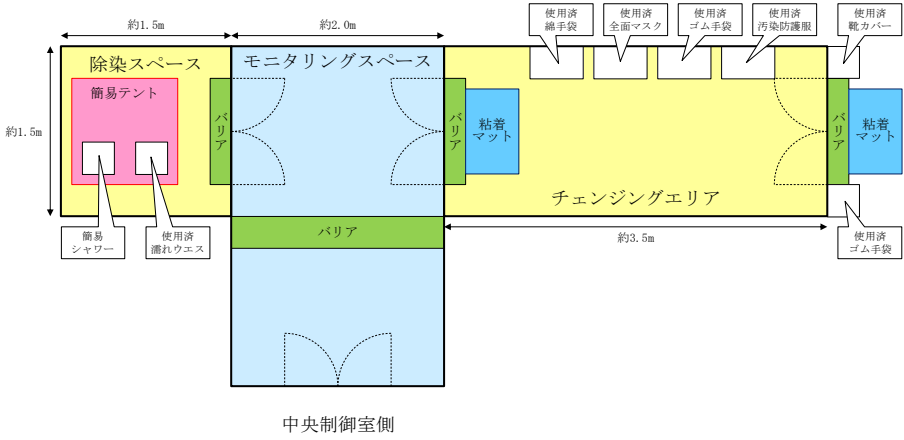 約1.5m
約2.0m
使用済
綿手袋
使用済
全面マスク
使用済
ゴム手袋
使用済
汚染防護服
使用済
靴カバー
除染スペース
モニタリングスペース
簡易テント
約1.5m
バリア
バリア
粘着
マット
バリア
粘着
マット
チェンジングエリア
簡易
シャワー
使用済
濡れウエス
バリア
約3.5m
使用済
ゴム手袋
中央制御室側